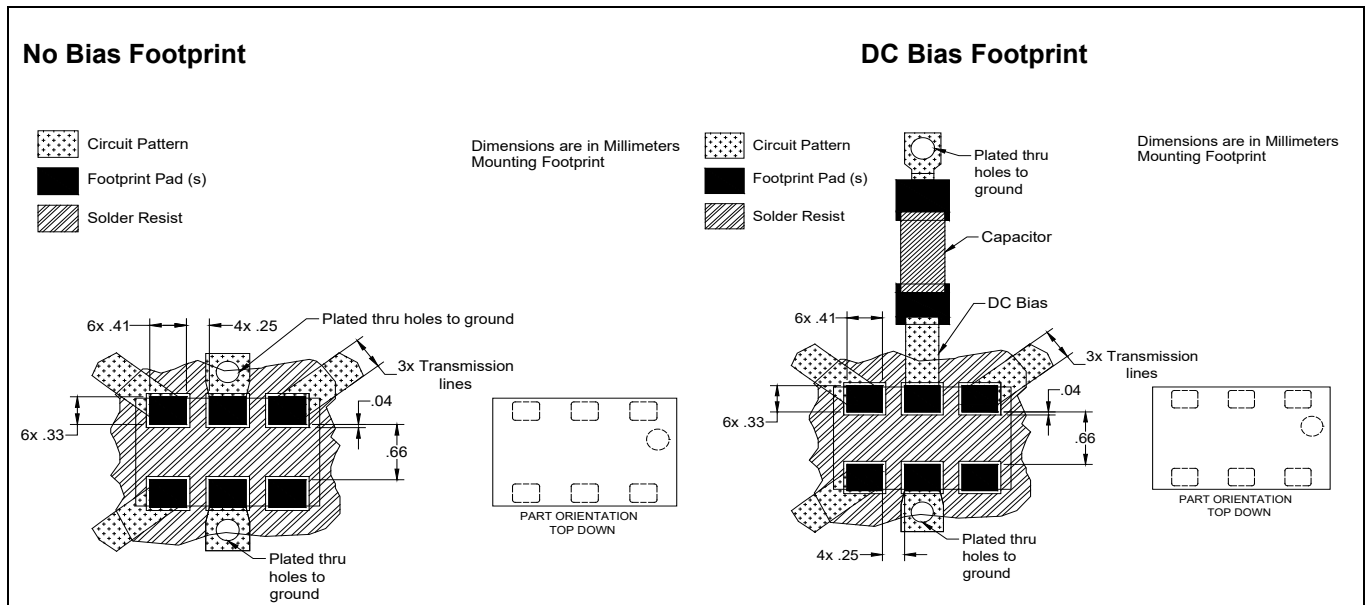 No Bias Footprint
Circuit Pattern
Footprint Pad (s)
Solder Resist
Dimensions are in Millimeters
Mounting Footprint
6x .41
4x .25
Plated thru holes to ground
3x Transmission
lines
6x .33
.04
.66
Plated thru
holes to
ground
PART ORIENTATION
TOP DOWN
DC Bias Footprint
Circuit Pattern
Footprint Pad (s)
Solder Resist
Dimensions are in Millimeters
Mounting Footprint
Plated thru
holes to
ground
Capacitor
DC Bias
6x .41
3x Transmission
lines
6x .33
.04
.66
4x .25
Plated thru
holes to
ground
PART ORIENTATION
TOP DOWN